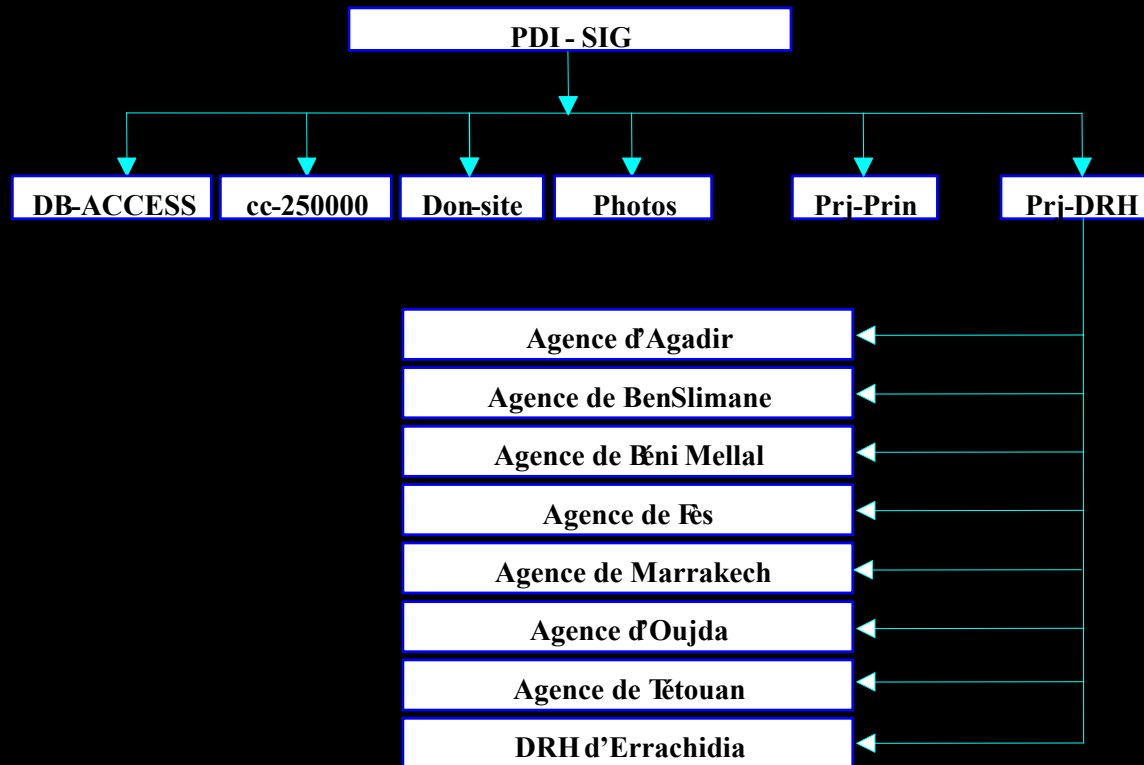 PDI - SIG
DB-ACCESS
cc-250000
Don-site
Photos
Prj-Prin
Prj-DRH
Agence d'Agadir
Agence de BenSlimane
Agence de Béni Mellal
Agence de Fès
Agence de Marrakech
Agence d'Oujda
Agence de Tétouan
DRH d'Errachidia